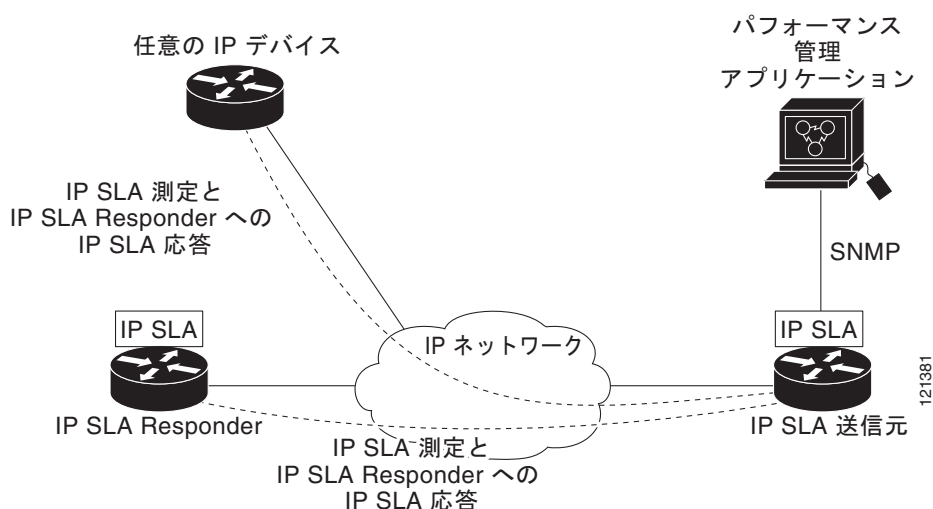 任意の IP デバイス
パフォーマンス
管理
アプリケーション
IP SLA 測定と
IP SLA Responder への
IP SLA 応答
SNMP
IP SLA
IP ネットワーク
IP SLA
IP SLA Responder
IP SLA 送信元
121381
IP SLA 測定と
IP SLA Responder への
IP SLA 応答